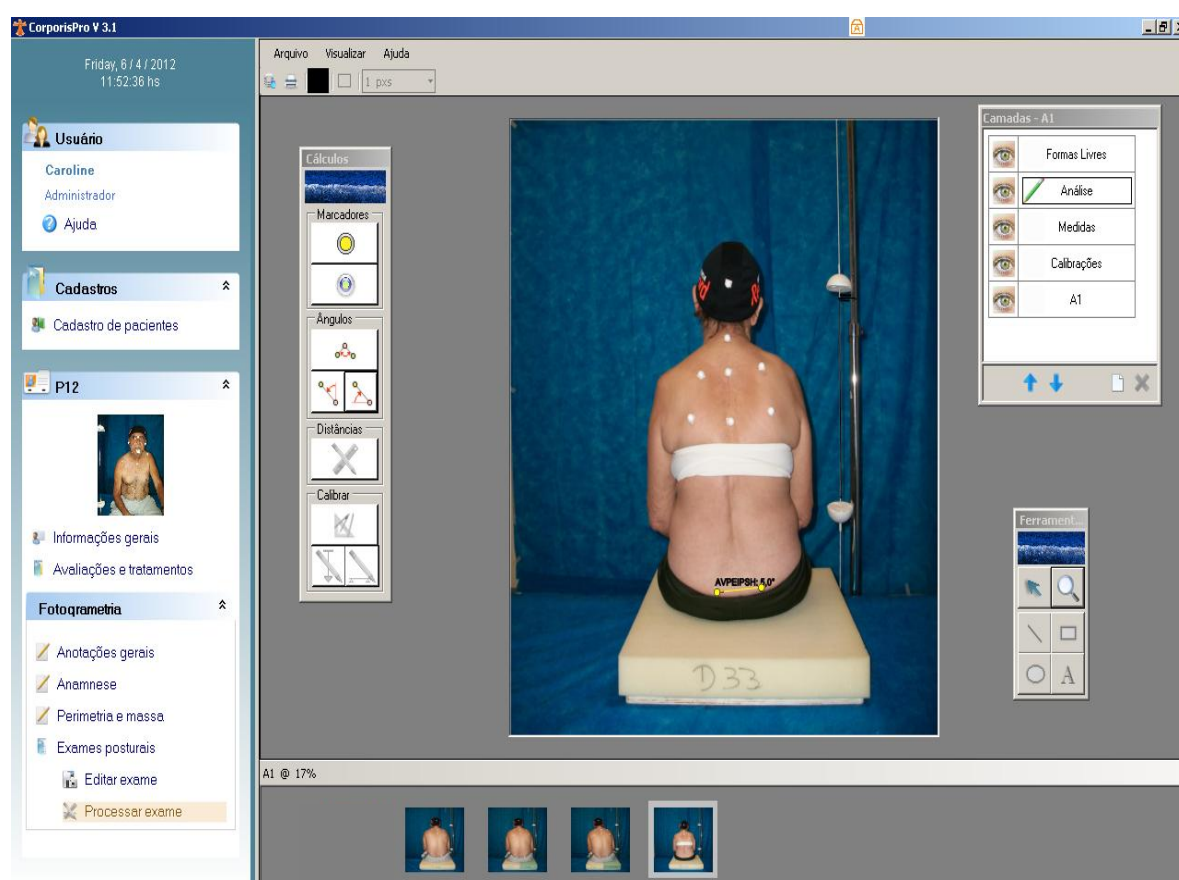 CorporisPro V 3.1
Friday, 6 / 4 / 2012
11:52:36 hs
Usuário
Caroline
Administrador
Ajuda
Cadastros
Cadastro de pacientes
P12
Informações gerais
Avaliações e tratamentos
Fotogrametria
Anotações gerais
Anamnese
Perimetria e massa
Exames posturais
Editar exame
Processar exame
Arquivo Visualizar Ajuda
1 pxs
Cálculos
Marcadores
Ângulos
Distâncias
Calibrar
AVPEIPSH: 5,0°
D33
Camadas - A1
Formas Livres
Análise
Medidas
Calibrações
A1
Ferrament...
A
A1 @ 17%